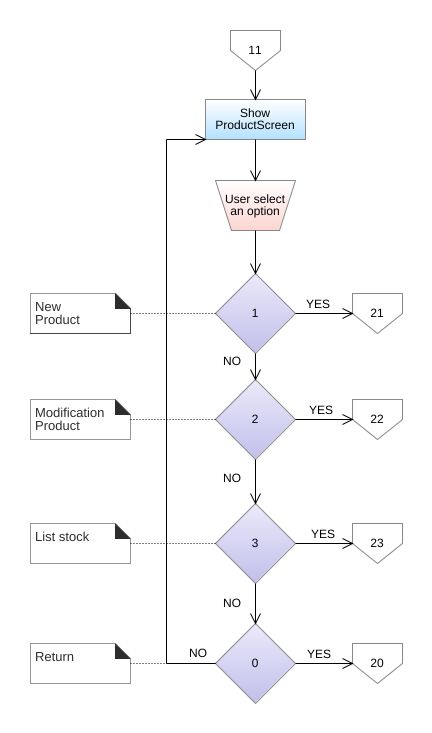 11
Show
ProductScreen
User select
an option
New
Product
1
YES
21
NO
Modification
Product
2
YES
22
NO
List stock
3
YES
23
NO
Return
NO
0
YES
20